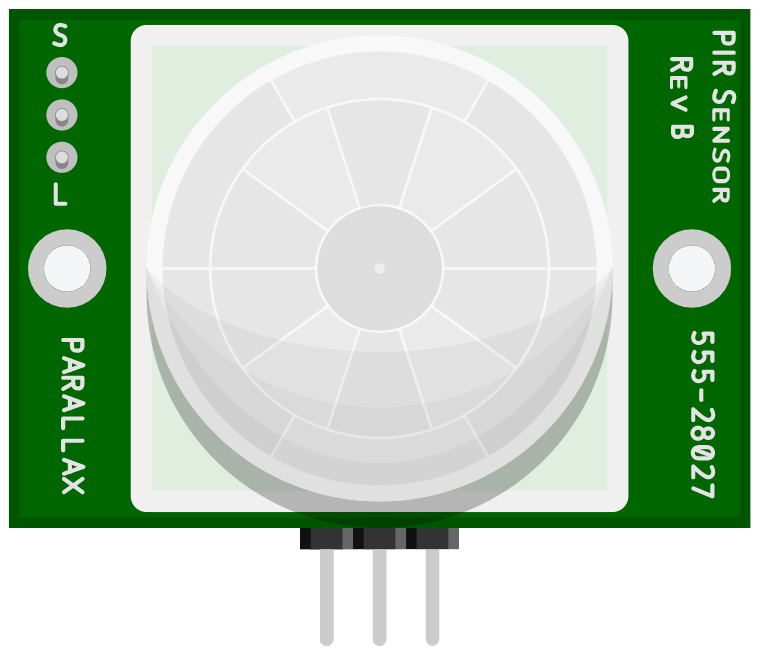 S
L
PARALLAX
PIR SENSOR
REV B
555-28027